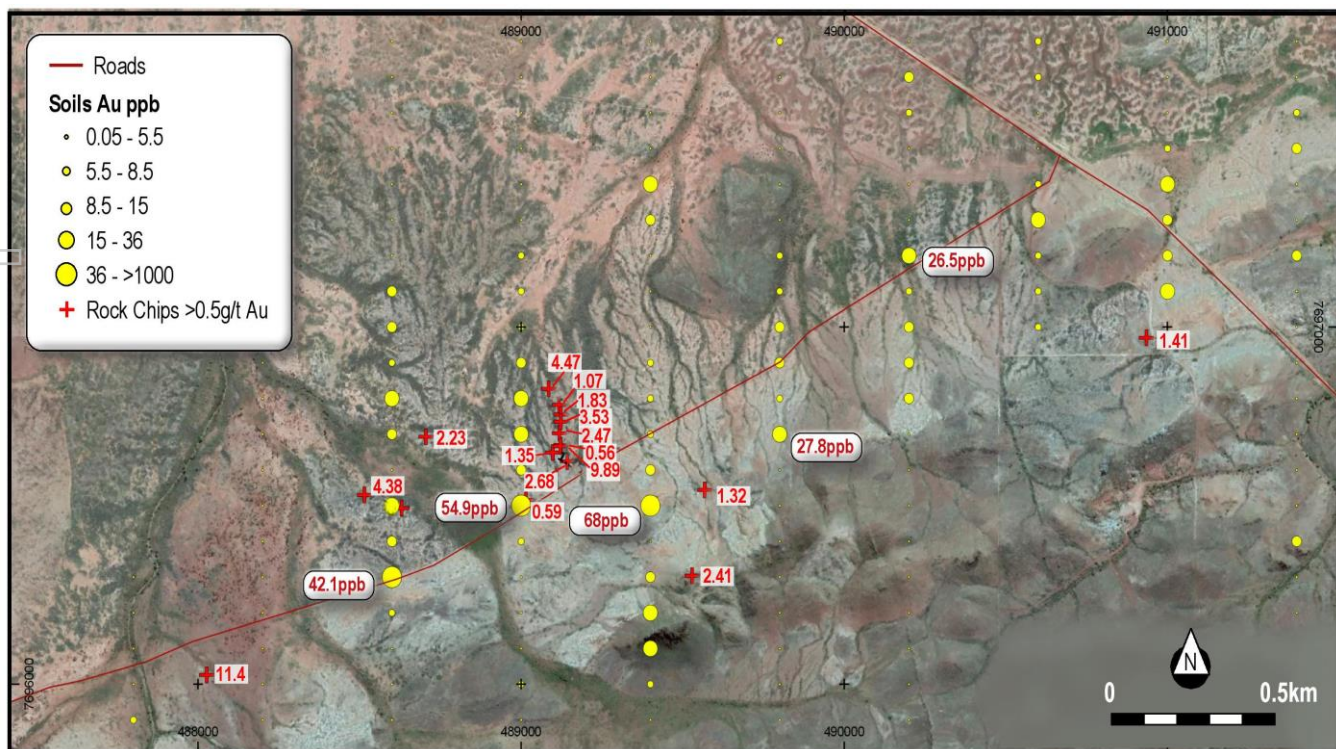 489000
490000
491000
Roads
Soils Au ppb
0.05 - 5.5
5.5 - 8.5
8.5 - 15
15 - 36
36 - >1000
Rock Chips >0.5g/t Au
26.5ppb
7697000
1.41
4.47
1.07
1.83
3.53
2.47
0.56
9.89
1.35
2.68
0.59
2.23
4.38
54.9ppb
68ppb
27.8ppb
1.32
42.1ppb
2.41
11.4
7696000
N
0
0.5km
488000
489000
490000